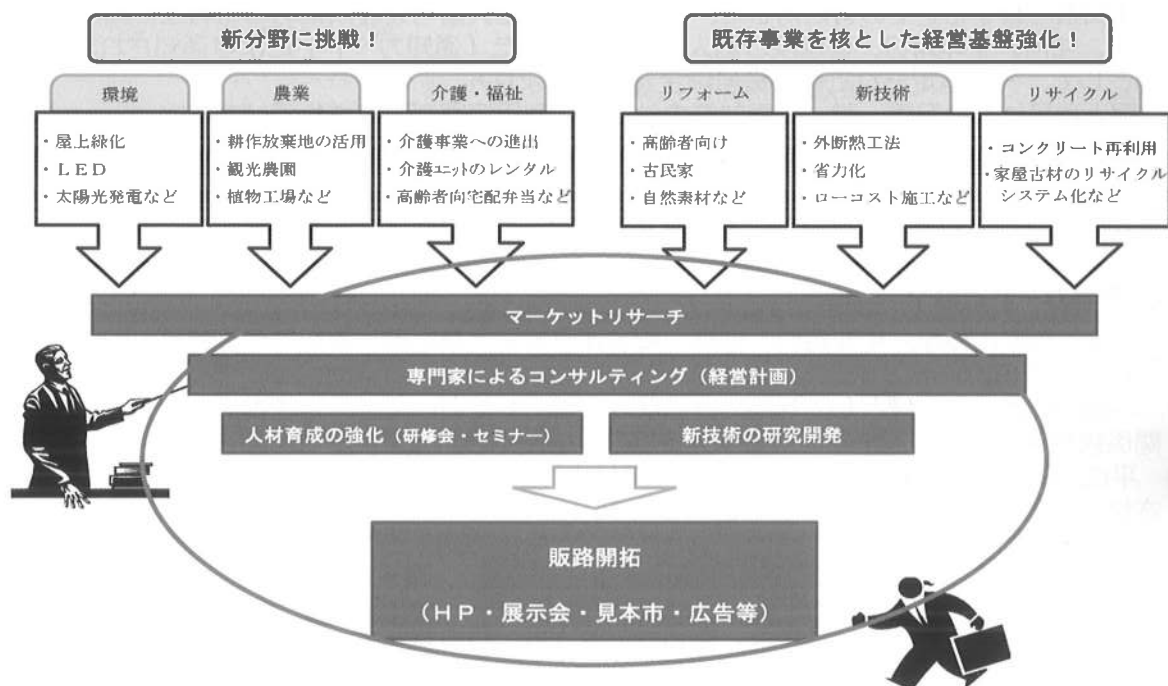 新分野に挑戦！
既存事業を核とした経営基盤強化！
環境
・屋上緑化
・ＬＥＤ
・太陽光発電など
農業
・耕作放棄地の活用
・観光農園
・植物工場など
介護・福祉
・介護事業への進出
・介護ﾕﾆｯﾄのレンタル
・高齢者向宅配弁当など
リフォーム
・高齢者向け
・古民家
・自然素材など
新技術
・外断熱工法
・省力化
・ローコスト施工など
リサイクル
・コンクリート再利用
・家屋古材のリサイクル
システム化など
マーケットリサーチ
専門家によるコンサルティング（経営計画）
人材育成の強化（研修会・セミナー）
新技術の研究開発
販路開拓
（ＨＰ・展示会・見本市・広告等）